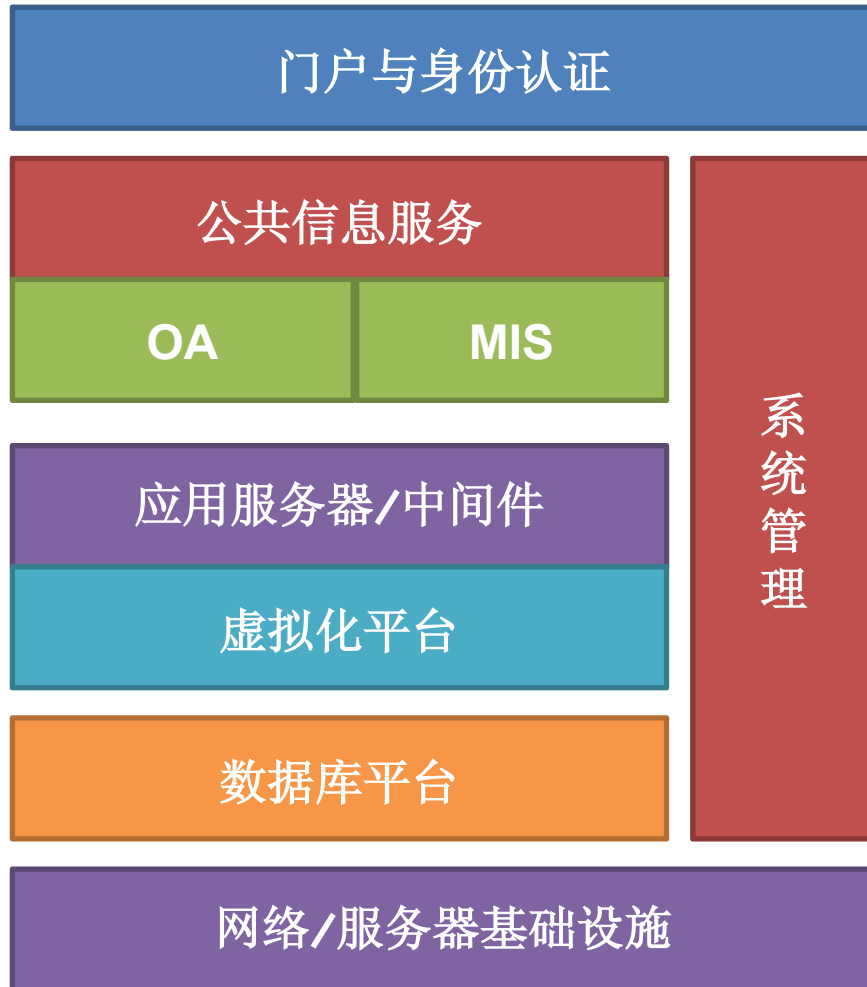 门户与身份认证
公共信息服务
OA
MIS
应用服务器/中间件
虚拟化平台
数据库平台
系统管理
网络/服务器基础设施